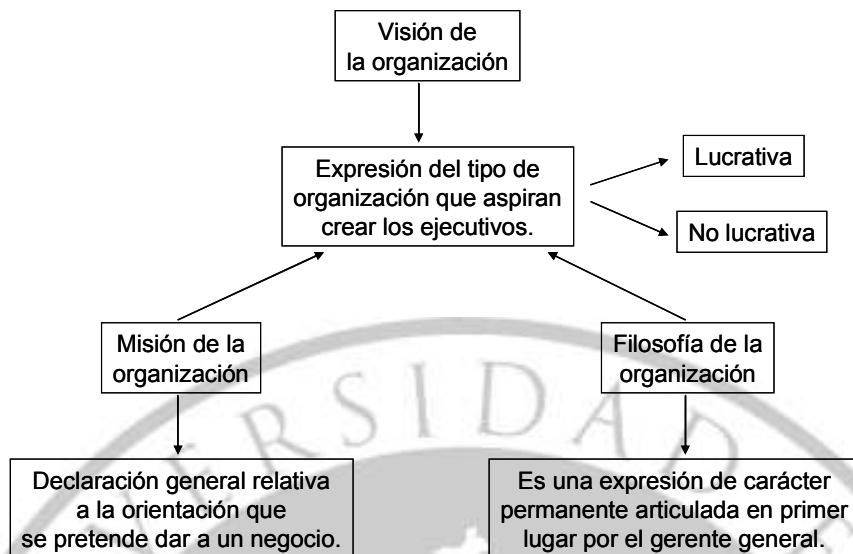 Visión de
la organización
Expresión del tipo de
organización que aspiran
crear los ejecutivos.
Lucrativa
No lucrativa
Misión de la
organización
Filosofía de la
organización
VERSIDAD
Declaración general relativa
a la orientación que
se pretende dar a un negocio.
Es una expresión de carácter
permanente articulada en primer
lugar por el gerente general.